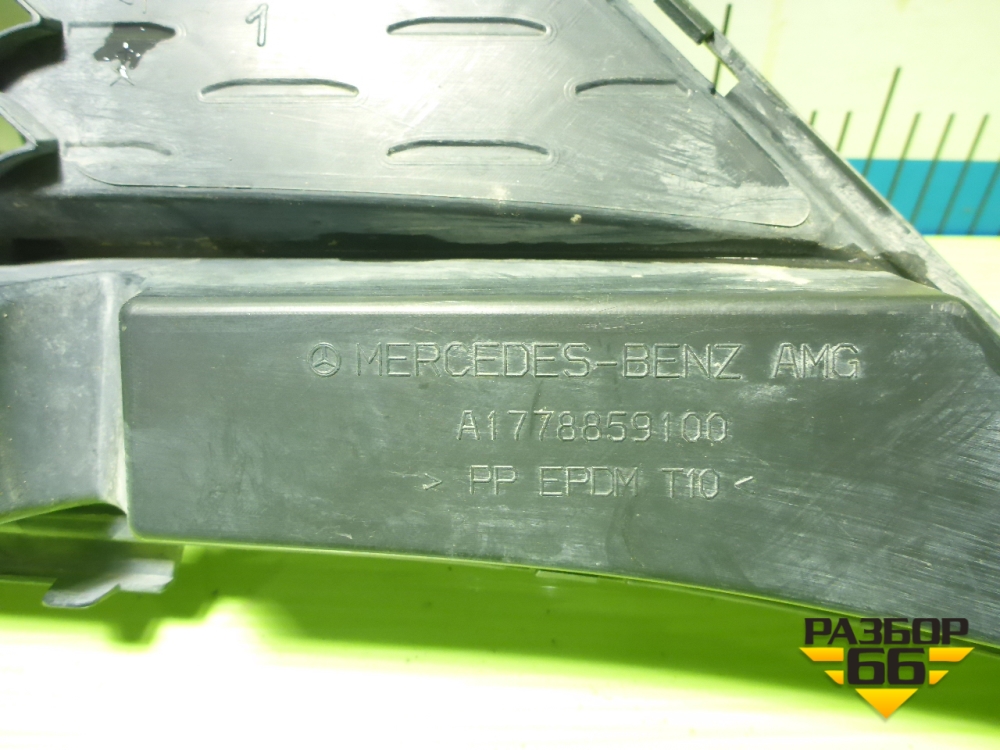 1
MERCEDES-BENZ AMG
A1778859100
> PP EPDM T10 <
РАЗБОР
66